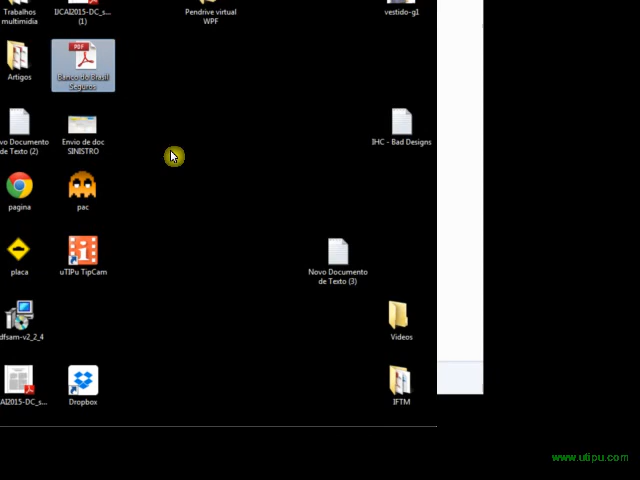 Trabalhos
multimidia
IJCAI2015-DC_s...
(1)
Pendrive virtual
WPF
vestido-g1
Artigos
PDF
Banco do Brasil
Seguros
vo Documento
de Texto (2)
Envio de doc
SINISTRO
IHC - Bad Designs
pagina
pac
placa
uTIPu TipCam
Novo Documento
de Texto (3)
dfsam-v2_2_4
Videos
AI2015-DC_s...
Dropbox
IFTM
www.utipu.com